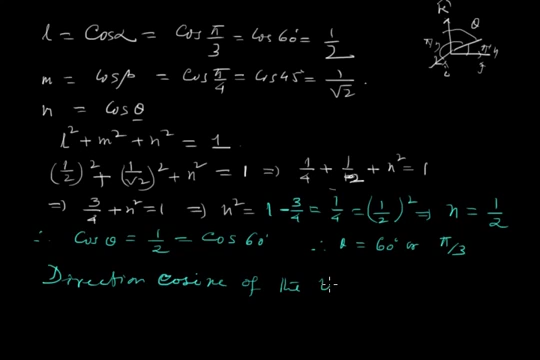 l = Cosα = Cos π/3 = Cos 60° = 1/2
k̂ θ
m = Cosβ = Cos π/4 = Cos 45° = 1/√2 .
î ĵ
n = Cosθ
l² + m² + n² = 1
(1/2)² + (1/√2)² + n² = 1 ⇒ 1/4 + 1/2 + n² = 1
⇒ 3/4 + n² = 1 ⇒ n² = 1 - 3/4 = 1/4 = (1/2)² ⇒ n = 1/2
∴ Cos θ = 1/2 = Cos 60° ∴ θ = 60° or π/3
Direction Cosine of the